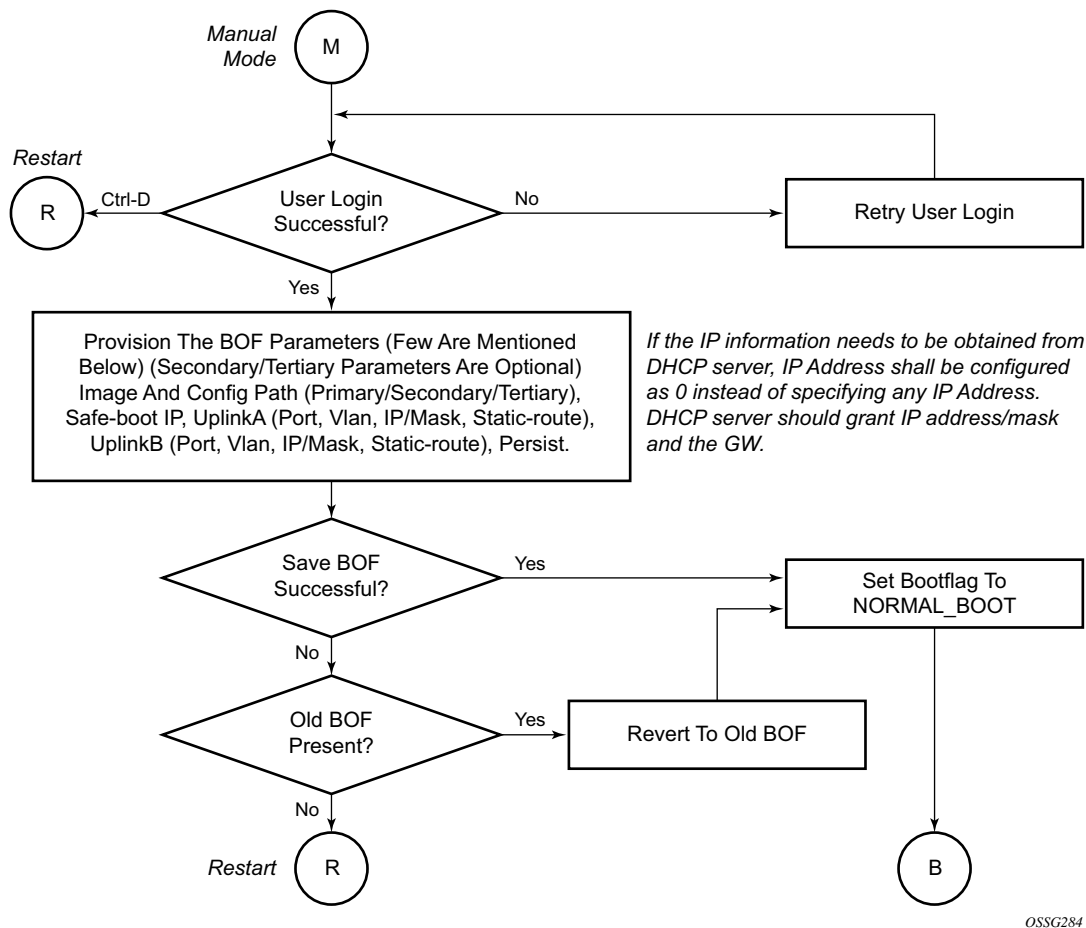 Manual
Mode
M
Restart
R
Ctrl-D
User Login
Successful?
No
Retry User Login
Yes
Provision The BOF Parameters (Few Are Mentioned
Below) (Secondary/Tertiary Parameters Are Optional)
Image And Config Path (Primary/Secondary/Tertiary),
Safe-boot IP, UplinkA (Port, Vlan, IP/Mask, Static-route),
UplinkB (Port, Vlan, IP/Mask, Static-route), Persist.
If the IP information needs to be obtained from
DHCP server, IP Address shall be configured
as 0 instead of specifying any IP Address.
DHCP server should grant IP address/mask
and the GW.
Save BOF
Successful?
Yes
Set Bootflag To
NORMAL_BOOT
No
Old BOF
Present?
Yes
Revert To Old BOF
No
Restart
R
B
OSSG284